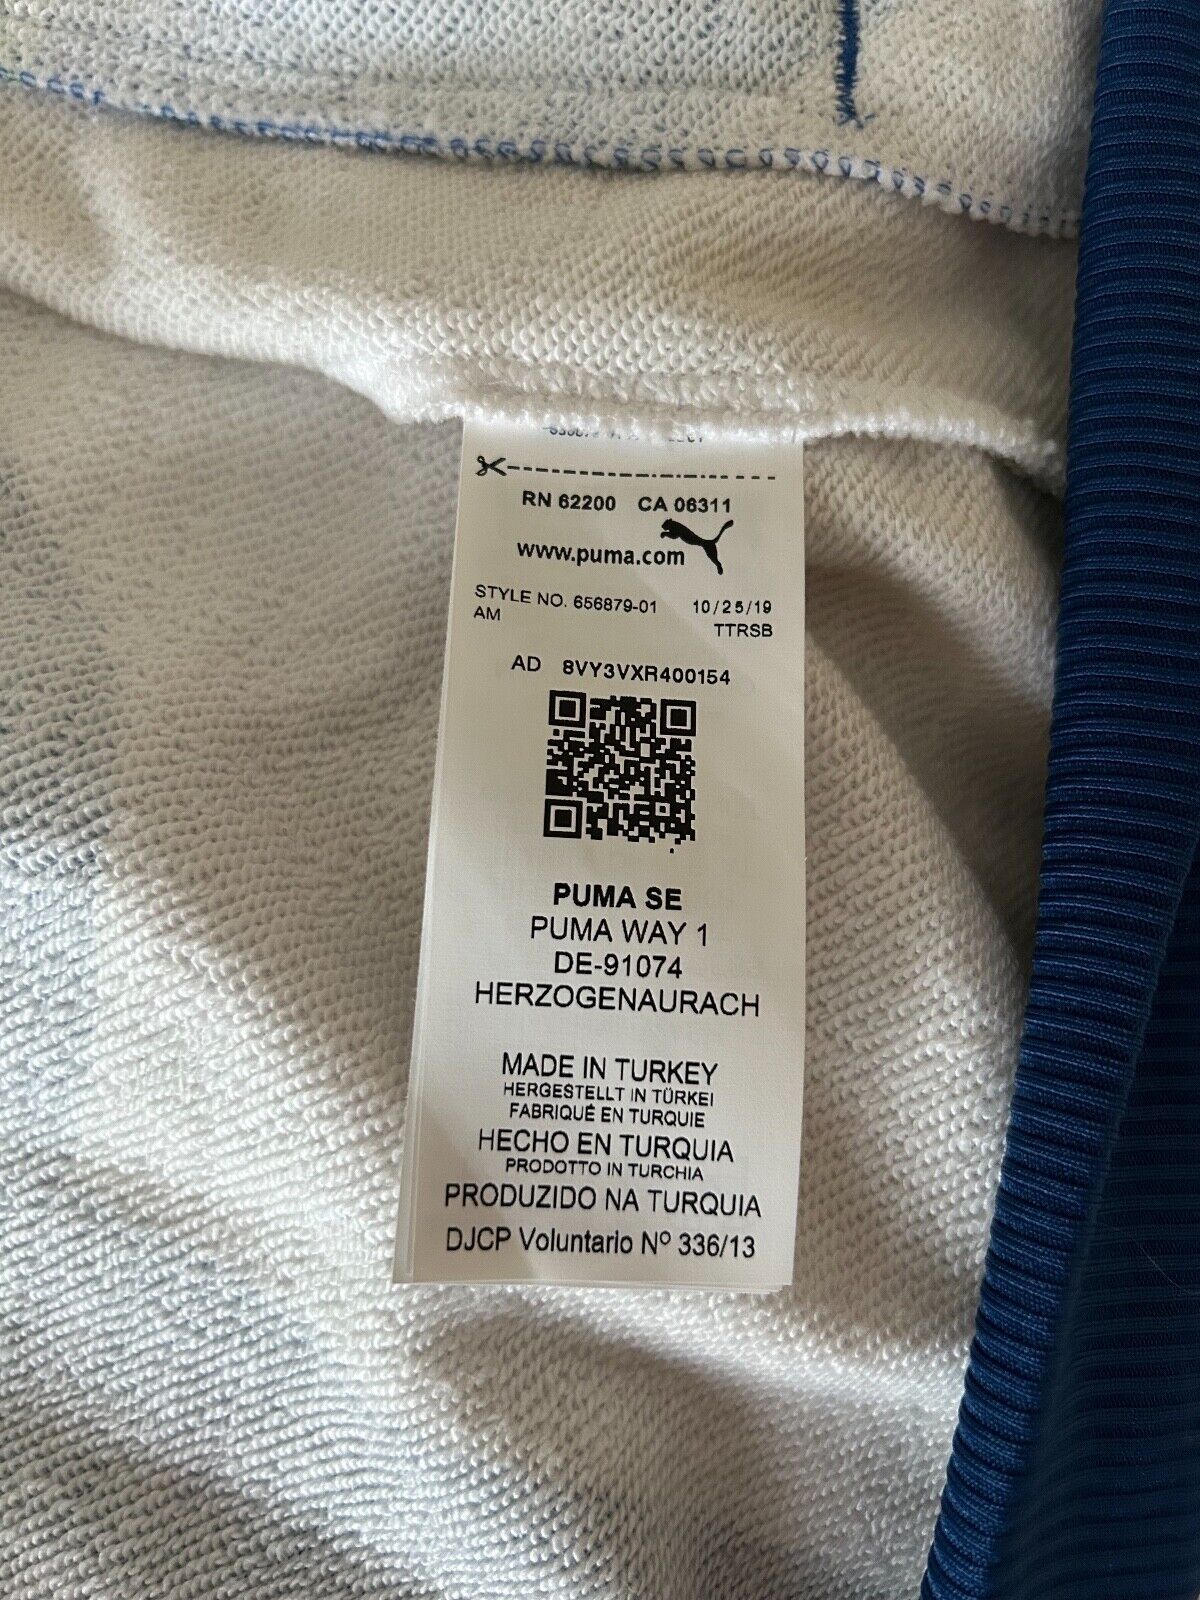 RN 62200 CA 06311
www.puma.com
STYLE NO. 656879-01 10/25/19
AM TTRSB
AD 8VY3VXR400154
PUMA SE
PUMA WAY 1
DE-91074
HERZOGENAURACH
MADE IN TURKEY
HERGESTELLT IN TÜRKEI
FABRIQUÉ EN TURQUIE
HECHO EN TURQUIA
PRODOTTO IN TURCHIA
PRODUZIDO NA TURQUIA
DJCP Voluntario Nº 336/13